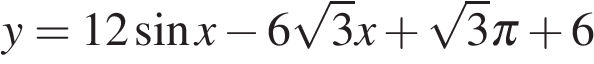 y = 12 sin x − 6√3x + √3π + 6